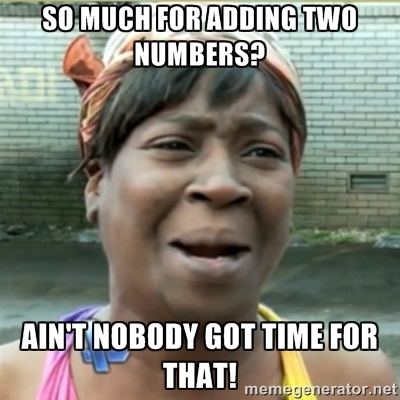 SO MUCH FOR ADDING TWO
NUMBERS?
AIN'T NOBODY GOT TIME FOR
THAT!
memegenerator.net